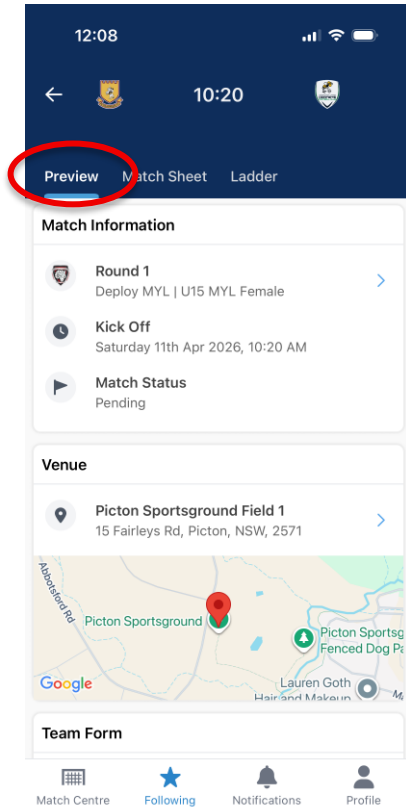 12:08
10:20
Preview
Match Sheet
Ladder
Match Information
Round 1
Deploy MYL | U15 MYL Female
Kick Off
Saturday 11th Apr 2026, 10:20 AM
Match Status
Pending
Venue
Picton Sportsground Field 1
15 Fairleys Rd, Picton, NSW, 2571
Abbotsford Rd
Picton Sportsground
Picton Sportsg
Fenced Dog Pa
Lauren Goth
Hair and Makeup
Google
Team Form
Match Centre
Following
Notifications
Profile